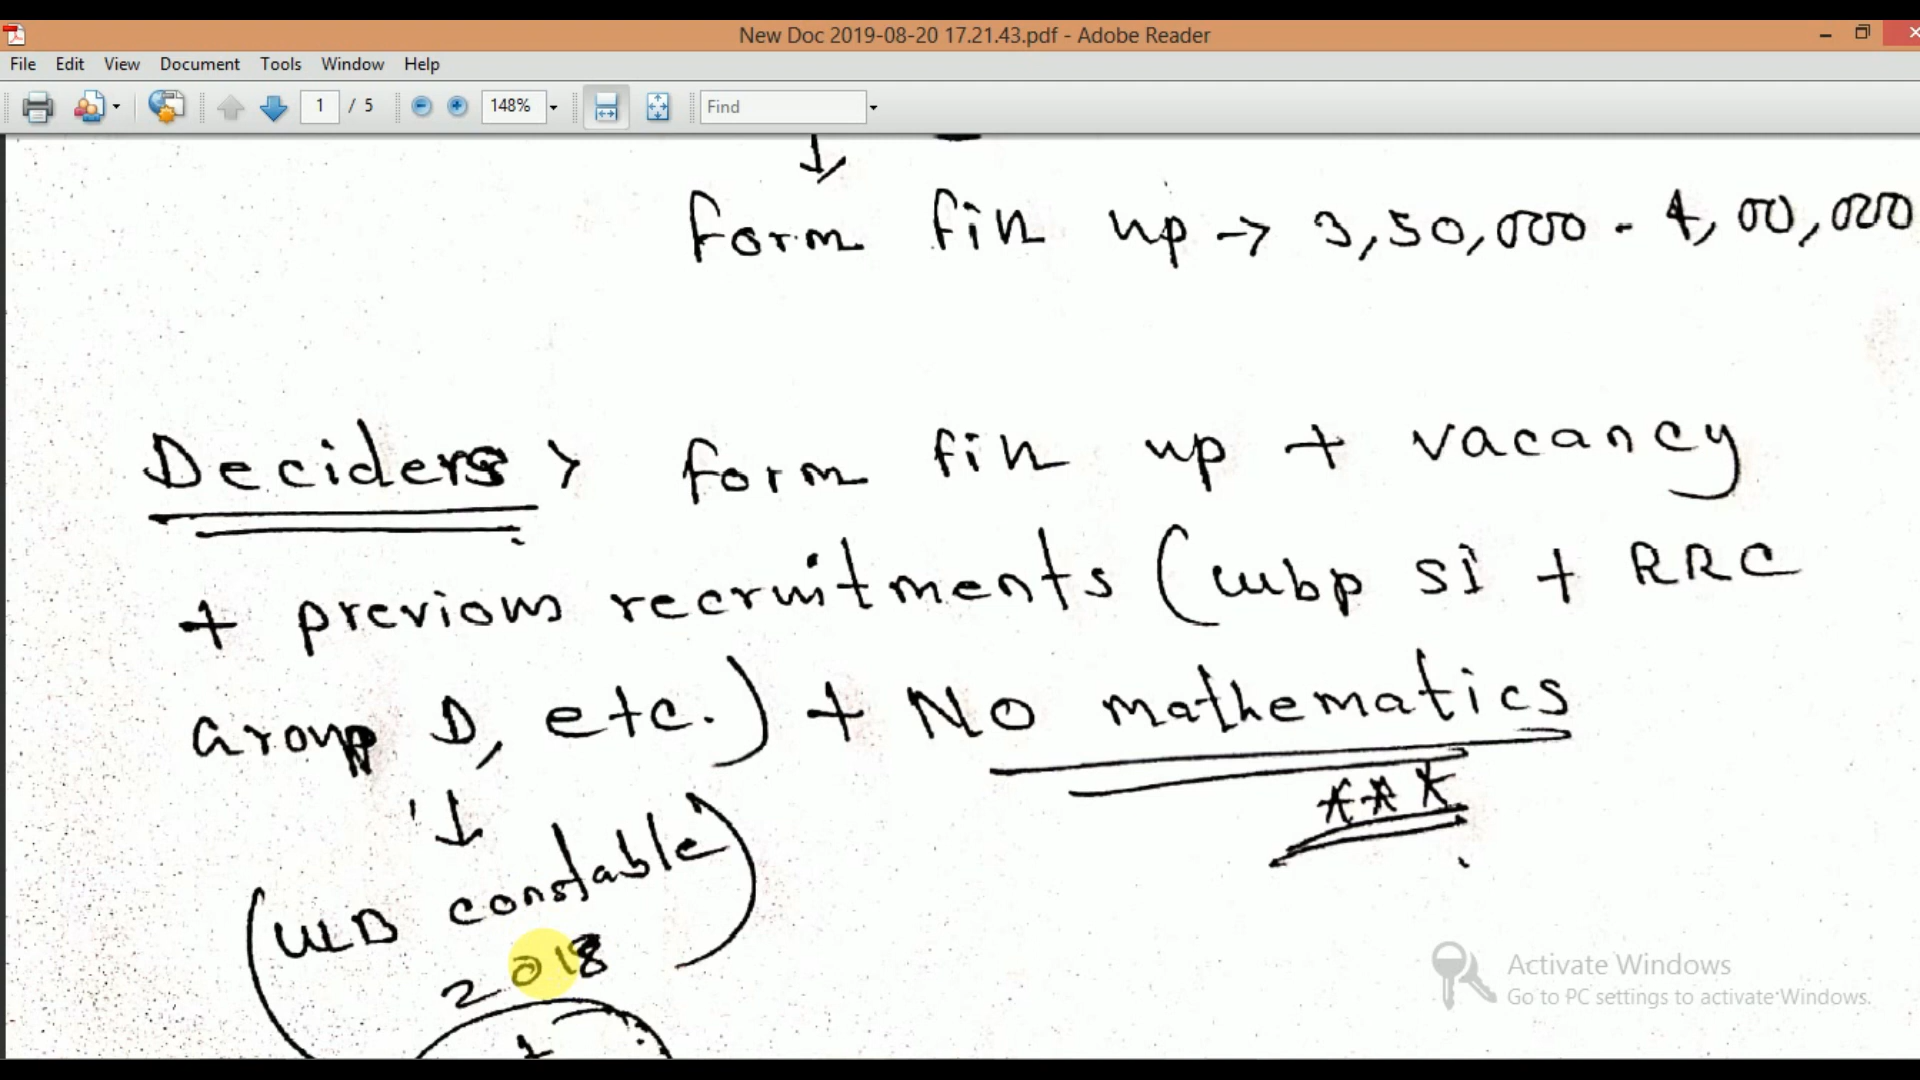 New Doc 2019-08-20 17.21.43.pdf - Adobe Reader
File Edit View Document Tools Window Help
1 / 5 148% Find
form fill up → 3,50,000 - 4,00,000
Deciders > form fill up + vacancy
+ previous recruitments (wbp SI + RRC
Group D, etc.) + No mathematics
↓ ***
(WB constable)
2018
Activate Windows
Go to PC settings to activate Windows.